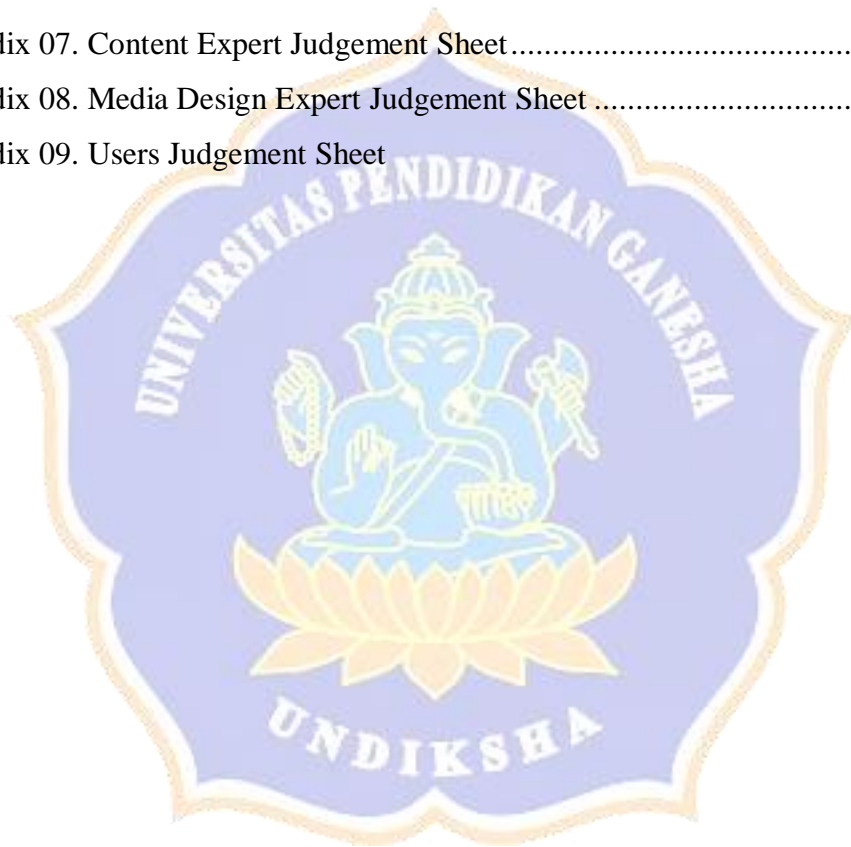 dix 07. Content Expert Judgement Sheet......................................
dix 08. Media Design Expert Judgement Sheet .............................
dix 09. Users Judgement Sheet
UNIVERSITAS PENDIDIKAN GANESHA
UNDIKSHA